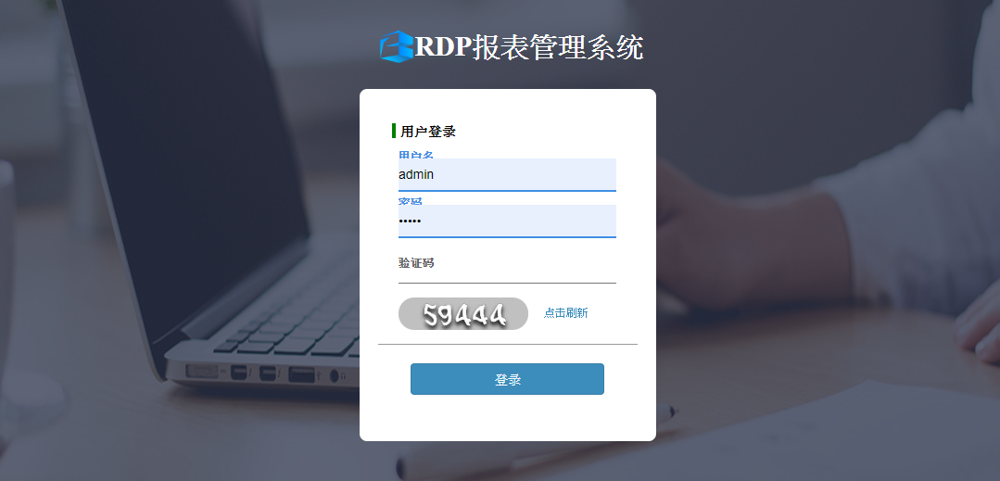 RDP报表管理系统
用户登录
用户名
admin
密码
•••••
验证码
59444
点击刷新
登录